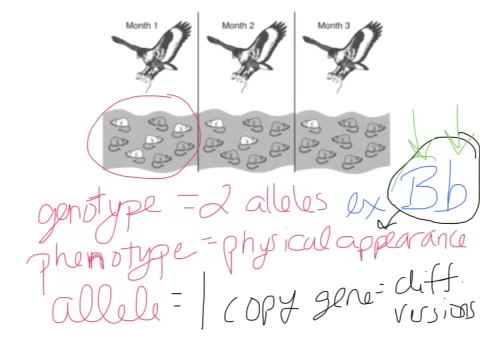 Month 1 Month 2 Month 3
genotype = 2 alleles ex Bb
phenotype = physical appearance
allele = 1 copy gene = diff. versions